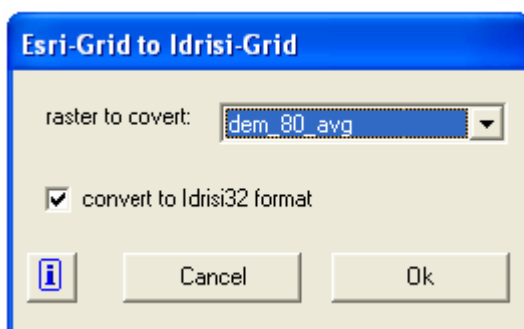 Esri-Grid to Idrisi-Grid
raster to covert: dem_80_avg
convert to Idrisi32 format
i Cancel Ok